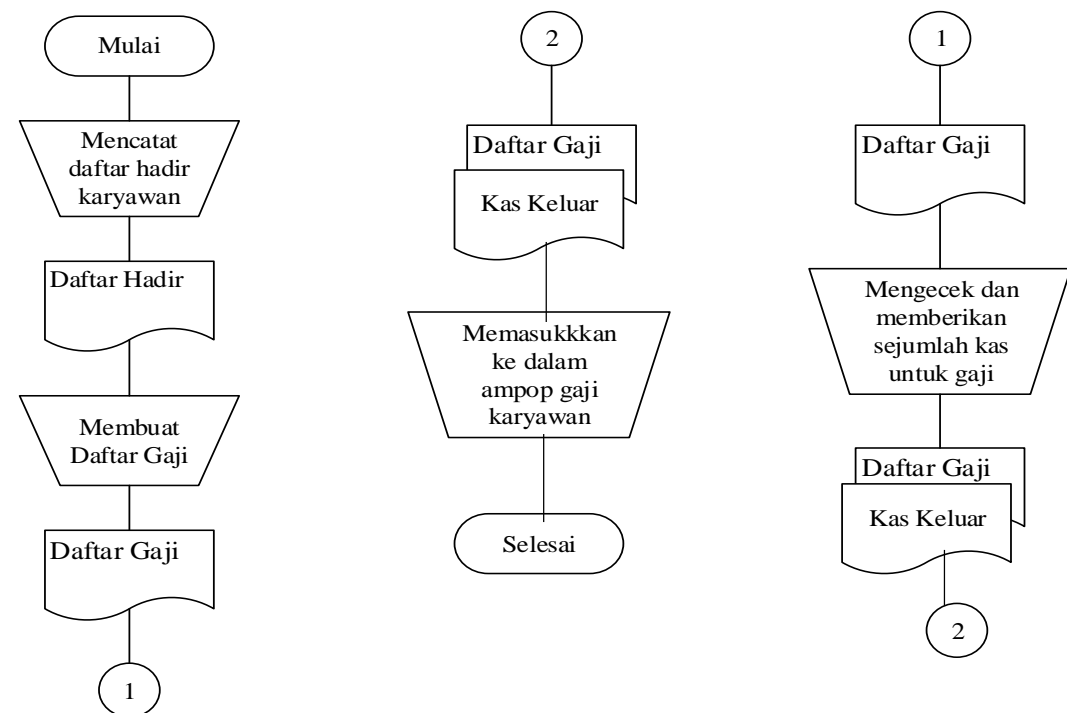 Mulai
Mencatat
daftar hadir
karyawan
Daftar Hadir
Membuat
Daftar Gaji
Daftar Gaji
1
2
Daftar Gaji
Kas Keluar
Memasukkkan
ke dalam
ampop gaji
karyawan
Selesai
1
Daftar Gaji
Mengecek dan
memberikan
sejumlah kas
untuk gaji
Daftar Gaji
Kas Keluar
2